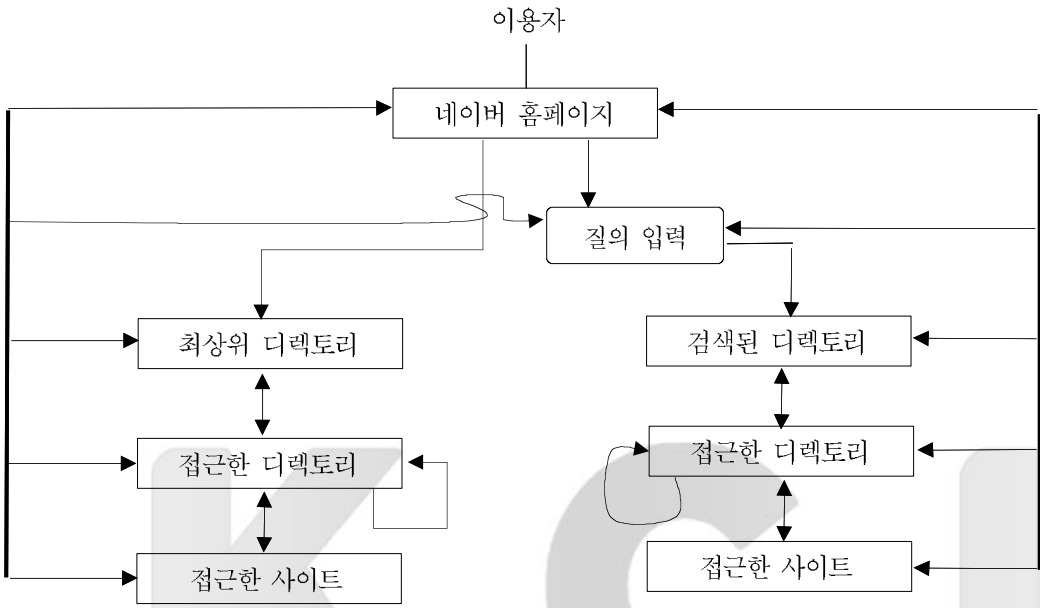 이용자
네이버 홈페이지
질의 입력
최상위 디렉토리
검색된 디렉토리
접근한 디렉토리
접근한 디렉토리
접근한 사이트
접근한 사이트